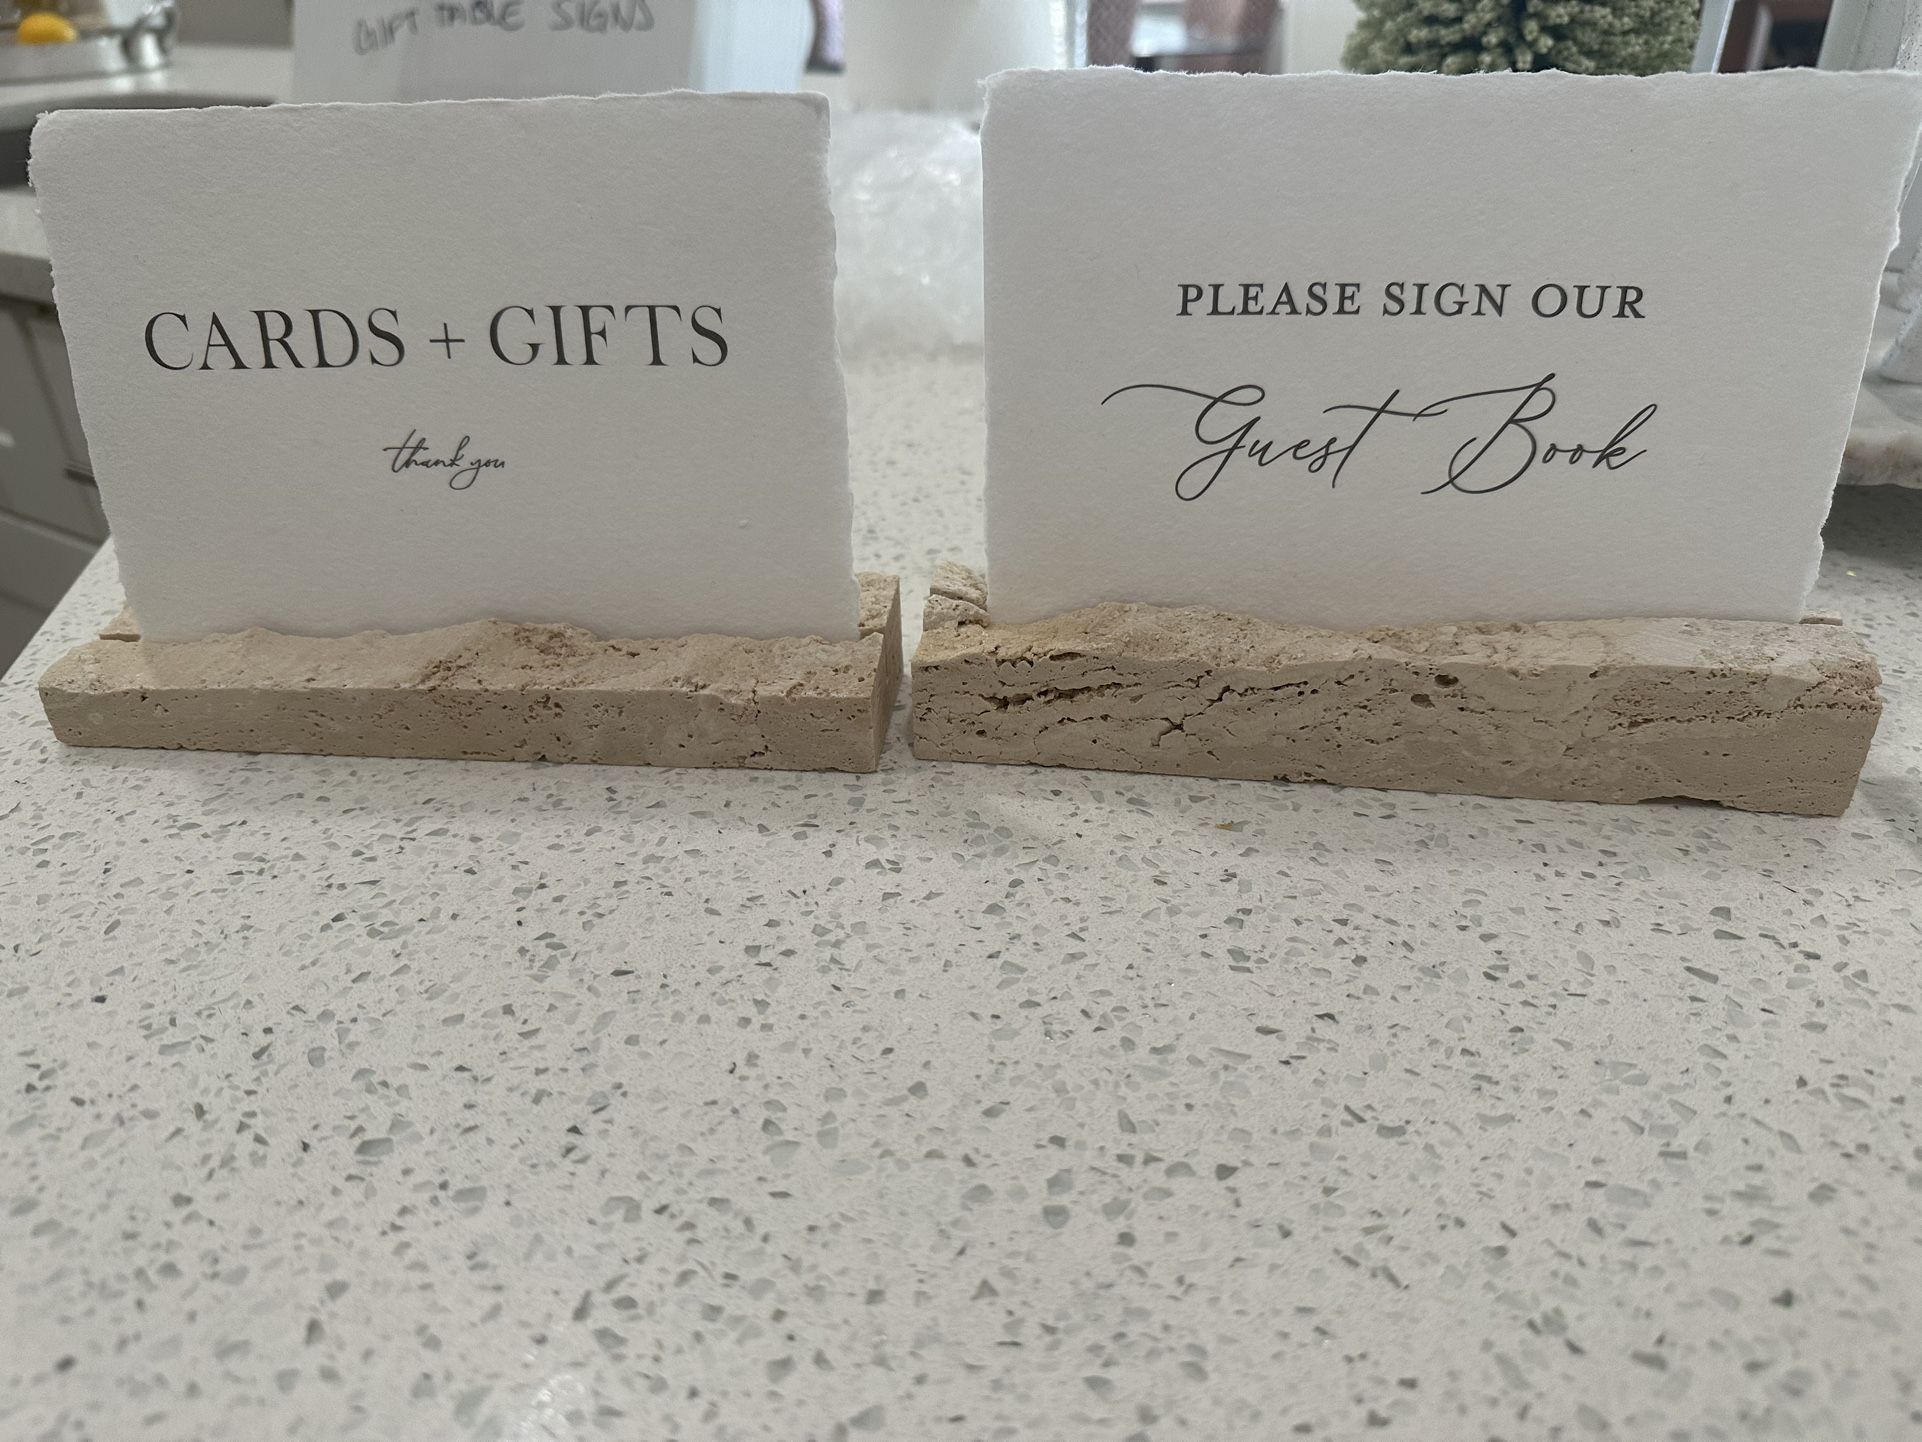 GIFT TABLE SIGNS
CARDS + GIFTS
thank you
PLEASE SIGN OUR
Guest Book